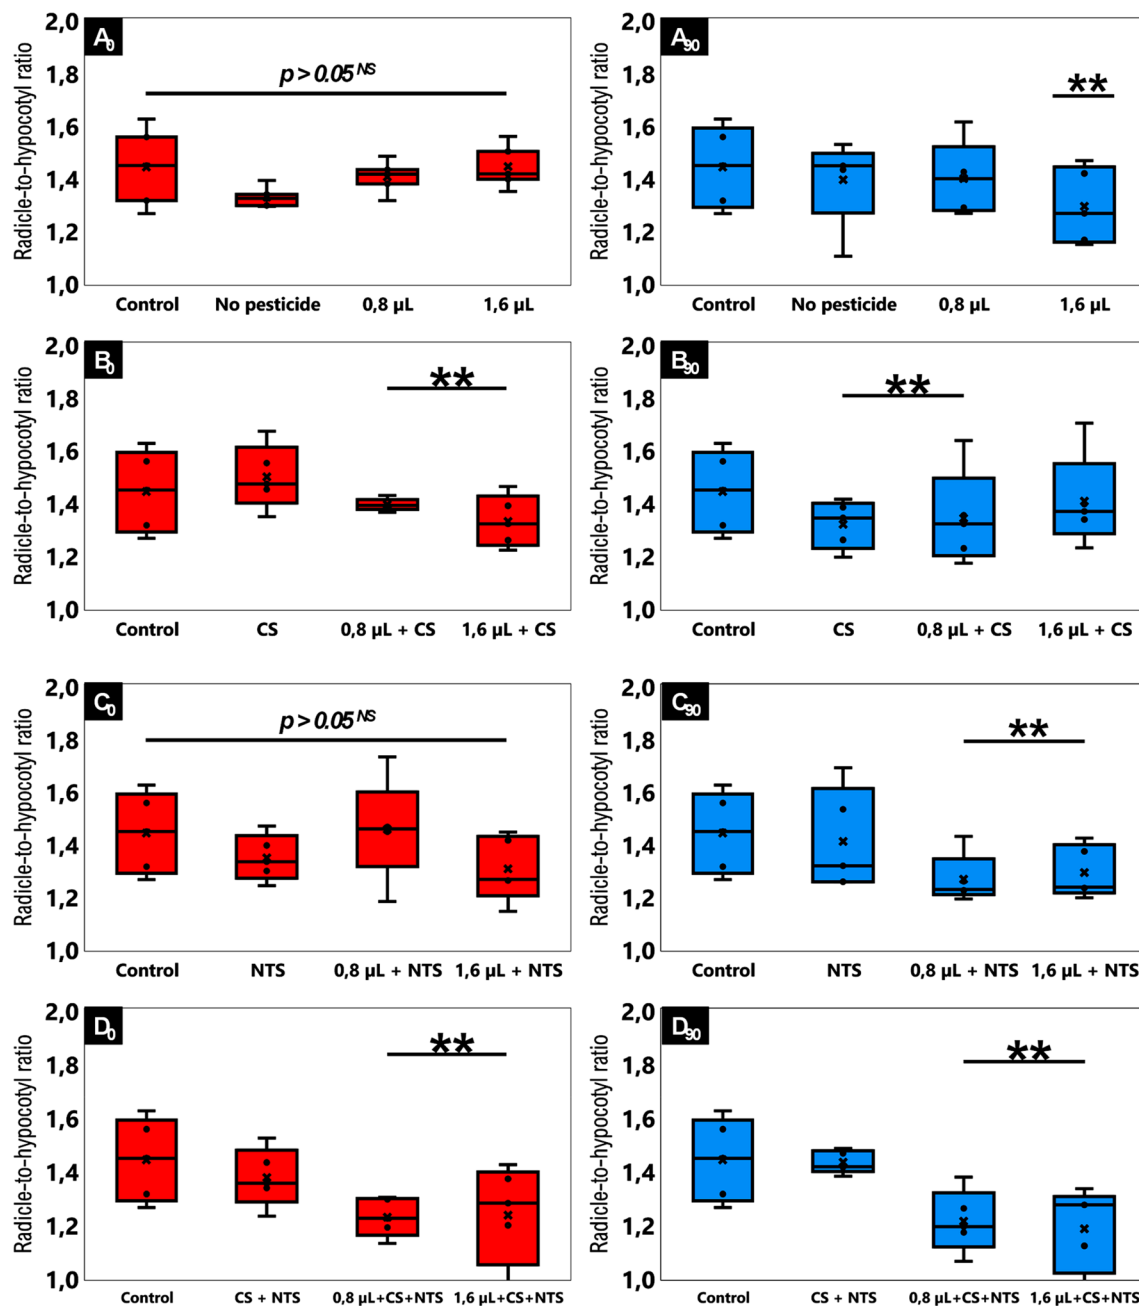 A0
Radicle-to-hypocotyl ratio
2,0
1,8
1,6
1,4
1,2
1,0
p > 0.05 NS
Control No pesticide 0,8 µL 1,6 µL
A90
Radicle-to-hypocotyl ratio
2,0
1,8
1,6
1,4
1,2
1,0
**
Control No pesticide 0,8 µL 1,6 µL
B0
Radicle-to-hypocotyl ratio
2,0
1,8
1,6
1,4
1,2
1,0
**
Control CS 0,8 µL + CS 1,6 µL + CS
B90
Radicle-to-hypocotyl ratio
2,0
1,8
1,6
1,4
1,2
1,0
**
Control CS 0,8 µL + CS 1,6 µL + CS
C0
Radicle-to-hypocotyl ratio
2,0
1,8
1,6
1,4
1,2
1,0
p > 0.05 NS
Control NTS 0,8 µL + NTS 1,6 µL + NTS
C90
Radicle-to-hypocotyl ratio
2,0
1,8
1,6
1,4
1,2
1,0
**
Control NTS 0,8 µL + NTS 1,6 µL + NTS
D0
Radicle-to-hypocotyl ratio
2,0
1,8
1,6
1,4
1,2
1,0
**
Control CS + NTS 0,8 µL+CS+NTS 1,6 µL+CS+NTS
D90
Radicle-to-hypocotyl ratio
2,0
1,8
1,6
1,4
1,2
1,0
**
Control CS + NTS 0,8 µL+CS+NTS 1,6 µL+CS+NTS